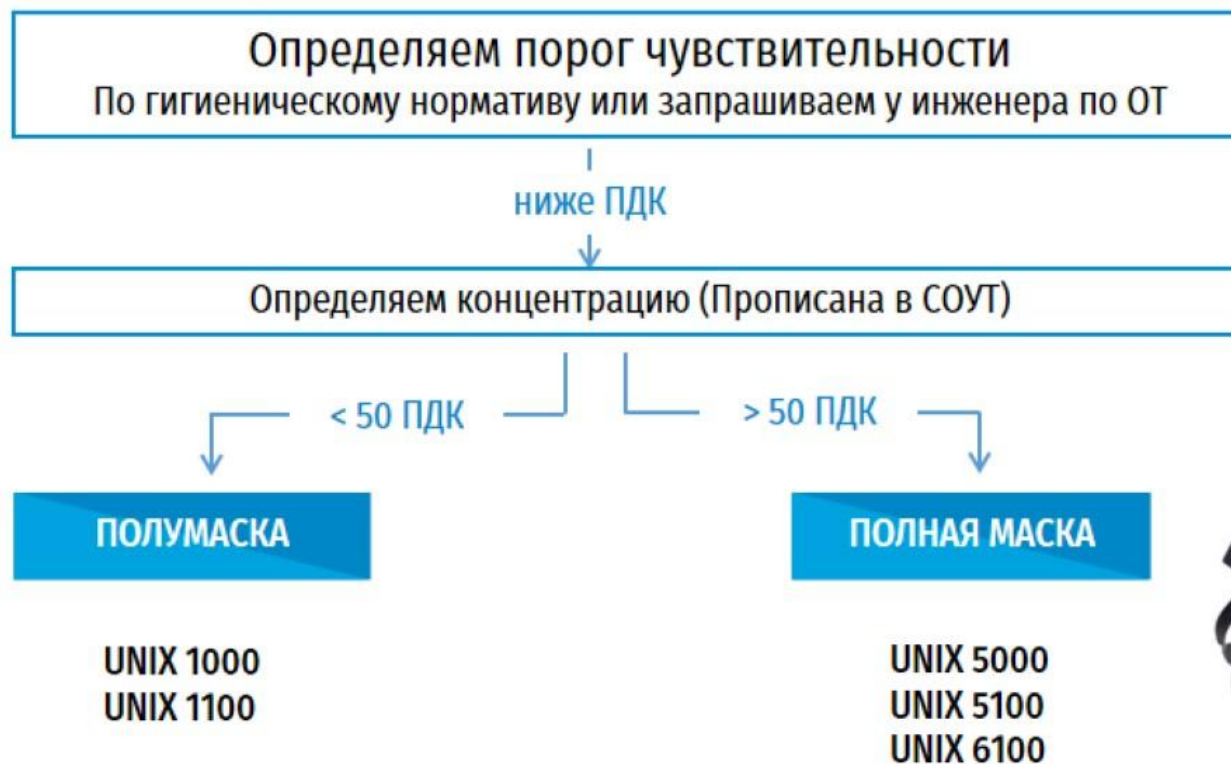 Определяем порог чувствительности
По гигиеническому нормативу или запрашиваем у инженера по ОТ
ниже ПДК
Определяем концентрацию (Прописана в СОУТ)
< 50 ПДК
> 50 ПДК
ПОЛУМАСКА
ПОЛНАЯ МАСКА
UNIX 1000
UNIX 1100
UNIX 5000
UNIX 5100
UNIX 6100